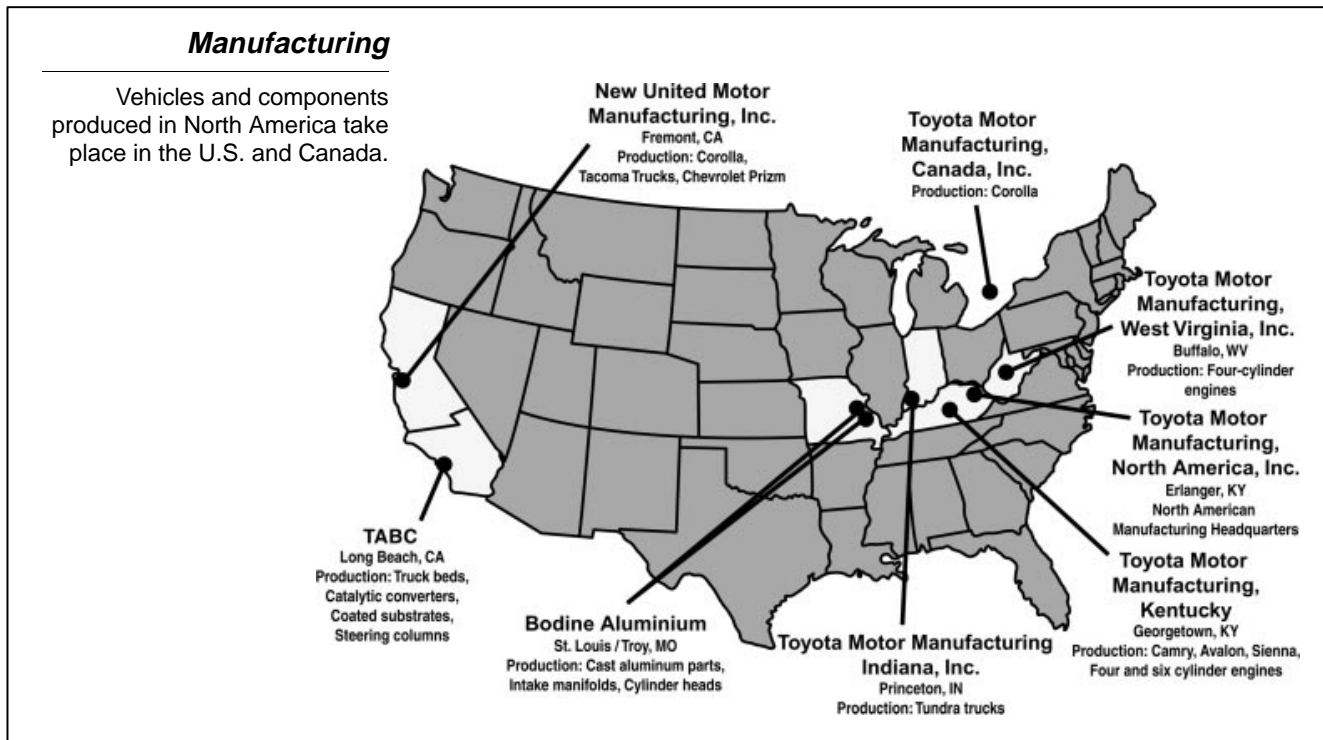 Manufacturing
Vehicles and components
produced in North America take
place in the U.S. and Canada.
New United Motor
Manufacturing, Inc.
Fremont, CA
Production: Corolla,
Tacoma Trucks, Chevrolet Prizm
Toyota Motor
Manufacturing,
Canada, Inc.
Production: Corolla
Toyota Motor
Manufacturing,
West Virginia, Inc.
Buffalo, WV
Production: Four-cylinder
engines
Toyota Motor
Manufacturing,
North America, Inc.
Erlanger, KY
North American
Manufacturing Headquarters
Toyota Motor
Manufacturing,
Kentucky
Georgetown, KY
Production: Camry, Avalon, Sienna,
Four and six cylinder engines
Toyota Motor Manufacturing
Indiana, Inc.
Princeton, IN
Production: Tundra trucks
Bodine Aluminium
St. Louis / Troy, MO
Production: Cast aluminum parts,
Intake manifolds, Cylinder heads
TABC
Long Beach, CA
Production: Truck beds,
Catalytic converters,
Coated substrates,
Steering columns